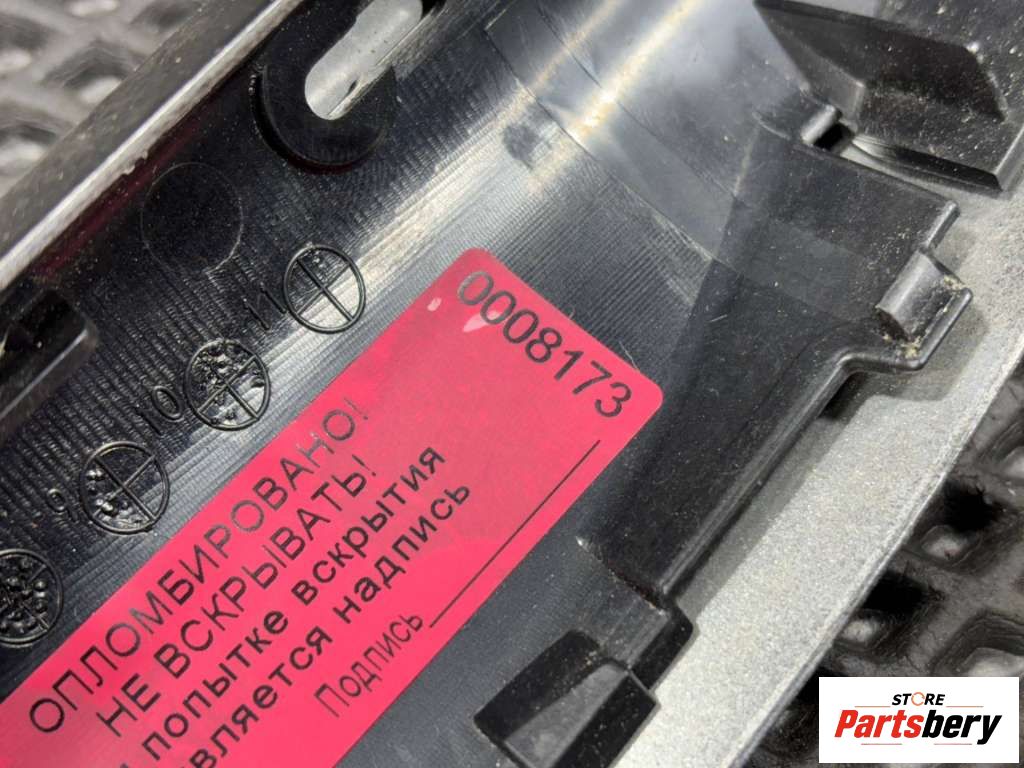 0008173
ОПЛОМБИРОВАНО!
НЕ ВСКРЫВАТЬ!
попытке вскрытия
вляется надпись
Подпись
11
10
9
STORE
Partsbery